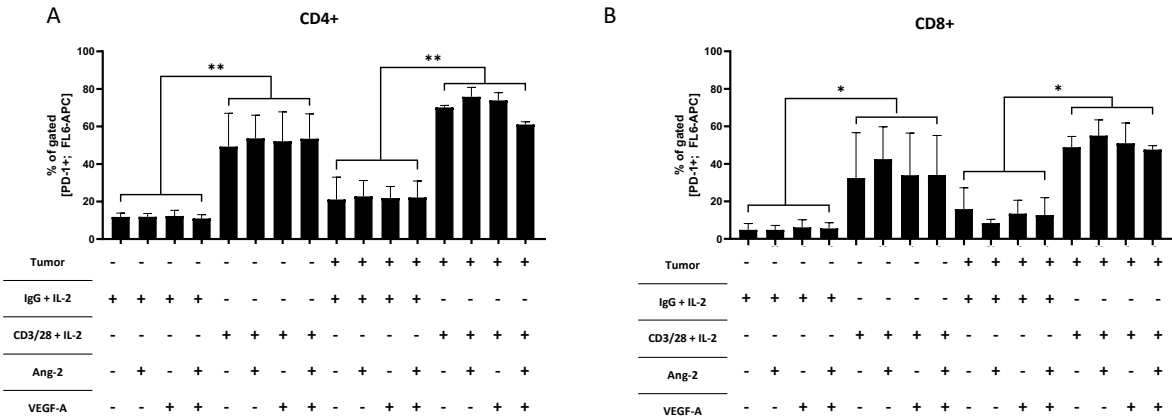 A
CD4+
% of gated
[PD-1+; FL6-APC]
100
80
60
40
20
0
** **
Tumor - - - - - - - - + + + + + + + +
IgG + IL-2 + + + + - - - - + + + + - - - -
CD3/28 + IL-2 - - - - + + + + - - - - + + + +
Ang-2 - + - + - + - + - + - + - + - +
VEGF-A - - + + - - + + - - + + - - + +
B
CD8+
% of gated
[PD-1+; FL6-APC]
100
80
60
40
20
0
* *
Tumor - - - - - - - - + + + + + + + +
IgG + IL-2 + + + + - - - - + + + + - - - -
CD3/28 + IL-2 - - - - + + + + - - - - + + + +
Ang-2 - + - + - + - + - + - + - + - +
VEGF-A - - + + - - + + - - + + - - + +